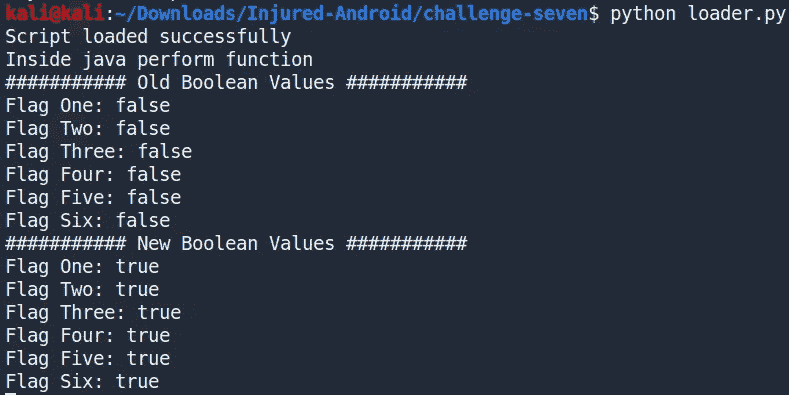 kali@kali:~/Downloads/Injured-Android/challenge-seven$ python loader.py
Script loaded successfully
Inside java perform function
########### Old Boolean Values ###########
Flag One: false
Flag Two: false
Flag Three: false
Flag Four: false
Flag Five: false
Flag Six: false
########### New Boolean Values ###########
Flag One: true
Flag Two: true
Flag Three: true
Flag Four: true
Flag Five: true
Flag Six: true